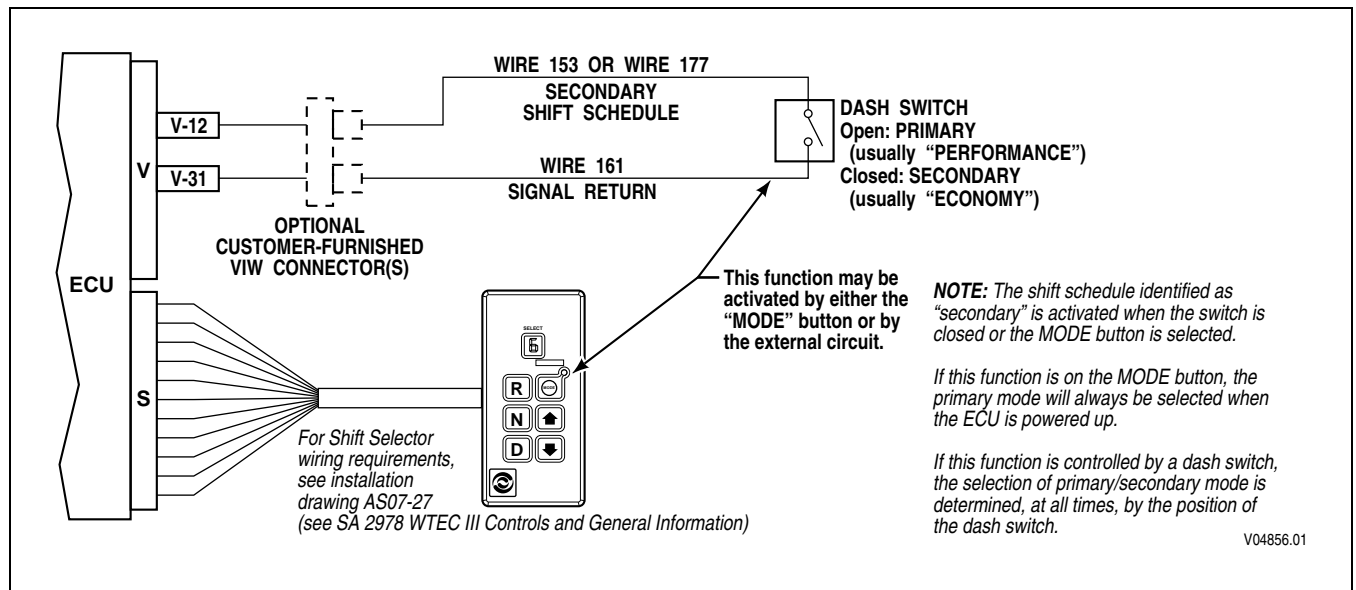 WIRE 153 OR WIRE 177
SECONDARY
SHIFT SCHEDULE
V-12
V
V-31
WIRE 161
SIGNAL RETURN
DASH SWITCH
Open: PRIMARY
(usually “PERFORMANCE”)
Closed: SECONDARY
(usually “ECONOMY”)
OPTIONAL
CUSTOMER-FURNISHED
VIW CONNECTOR(S)
ECU
S
This function may be
activated by either the
“MODE” button or by
the external circuit.
SELECT
6
R
MODE
N
D
For Shift Selector
wiring requirements,
see installation
drawing AS07-27
(see SA 2978 WTEC III Controls and General Information)
NOTE: The shift schedule identified as
“secondary” is activated when the switch is
closed or the MODE button is selected.
If this function is on the MODE button, the
primary mode will always be selected when
the ECU is powered up.
If this function is controlled by a dash switch,
the selection of primary/secondary mode is
determined, at all times, by the position of
the dash switch.
V04856.01